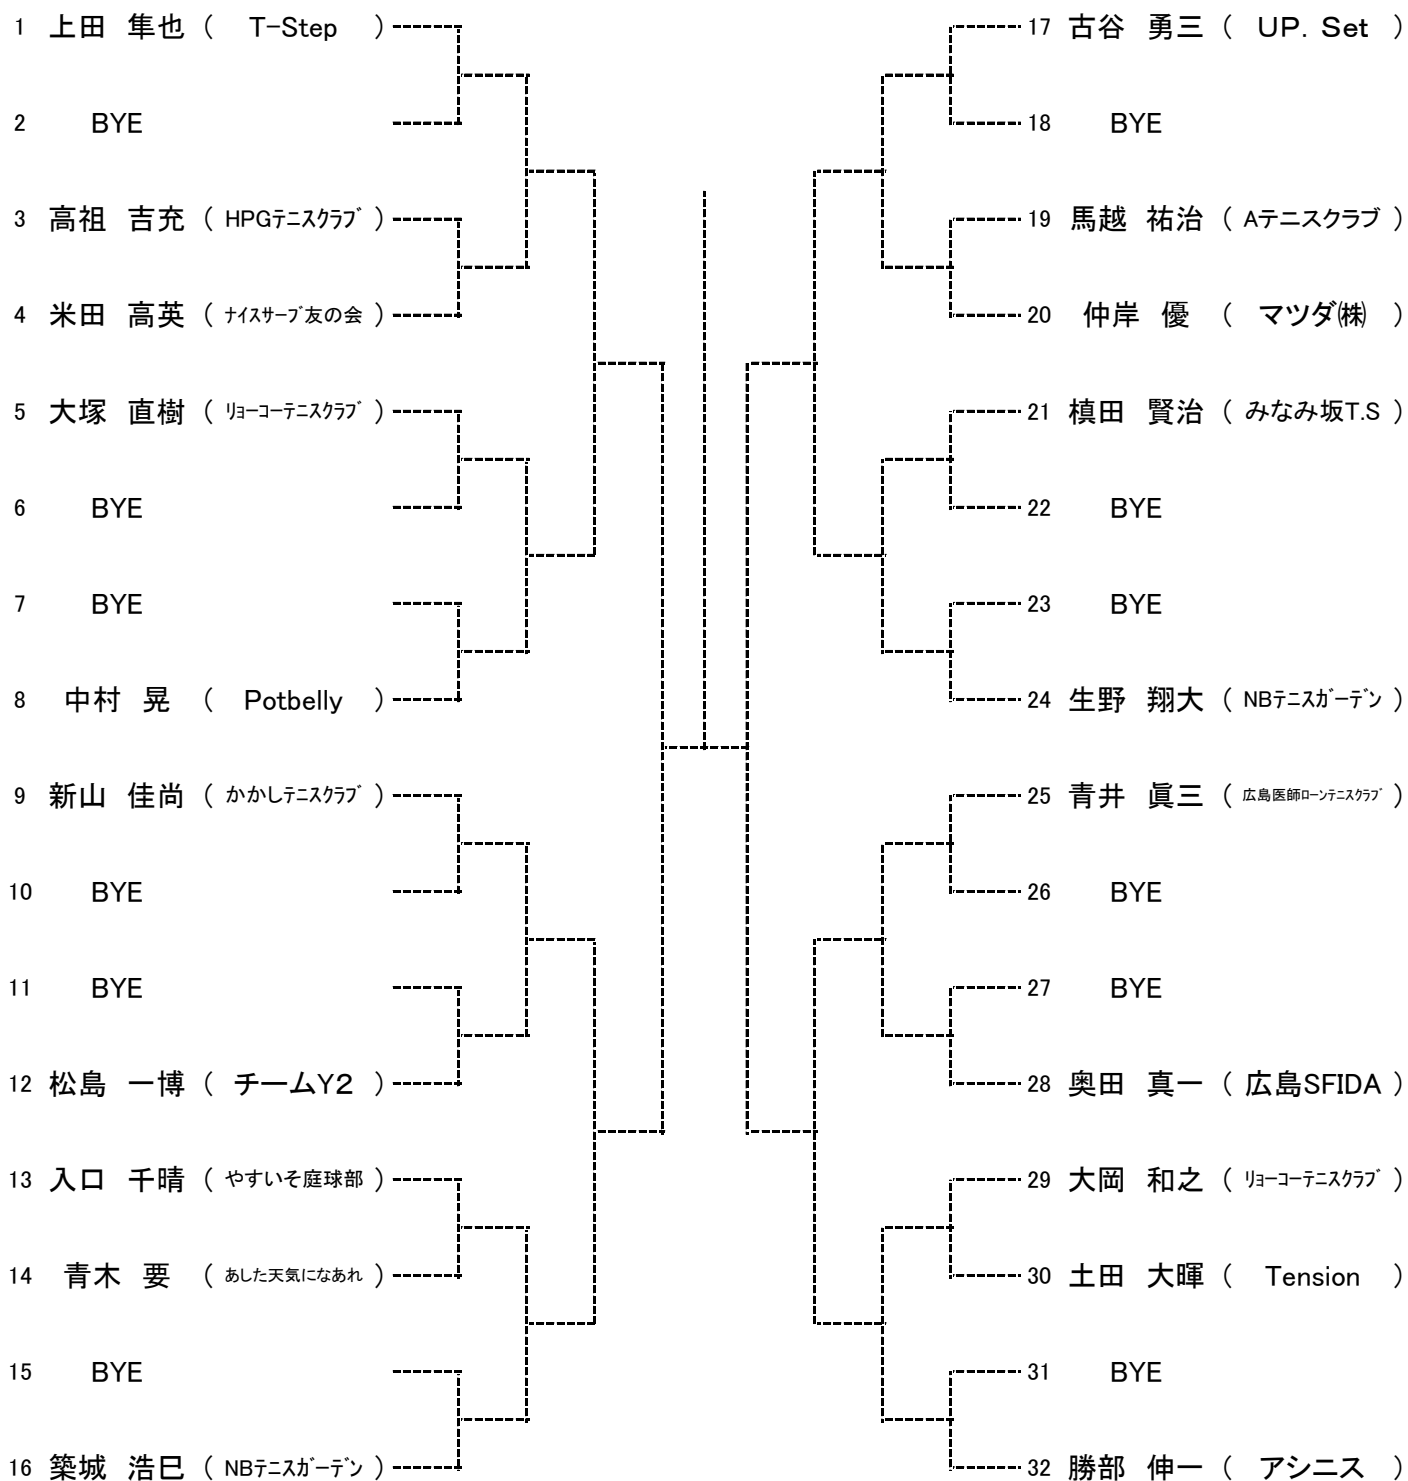 1 上田 隼也 ( T-Step )
2 BYE
3 高祖 吉充 ( HPGﾃﾆｽｸﾗﾌﾞ )
4 米田 高英 ( ﾅｲｽｻｰﾌﾞ友の会 )
5 大塚 直樹 ( ﾘｮｰｺｰﾃﾆｽｸﾗﾌﾞ )
6 BYE
7 BYE
8 中村 晃 ( Potbelly )
9 新山 佳尚 ( かかしﾃﾆｽｸﾗﾌﾞ )
10 BYE
11 BYE
12 松島 一博 ( チームY2 )
13 入口 千晴 ( やすいそ庭球部 )
14 青木 要 ( あした天気になあれ )
15 BYE
16 築城 浩巳 ( NBﾃﾆｽｶﾞｰﾃﾞﾝ )
17 古谷 勇三 ( UP. Set )
18 BYE
19 馬越 祐治 ( Aテニスクラブ )
20 仲岸 優 ( マツダ㈱ )
21 槙田 賢治 ( みなみ坂T.S )
22 BYE
23 BYE
24 生野 翔大 ( NBﾃﾆｽｶﾞｰﾃﾞﾝ )
25 青井 眞三 ( 広島医師ﾛｰﾝﾃﾆｽｸﾗﾌﾞ )
26 BYE
27 BYE
28 奥田 真一 ( 広島SFIDA )
29 大岡 和之 ( ﾘｮｰｺｰﾃﾆｽｸﾗﾌﾞ )
30 土田 大暉 ( Tension )
31 BYE
32 勝部 伸一 ( アシニス )